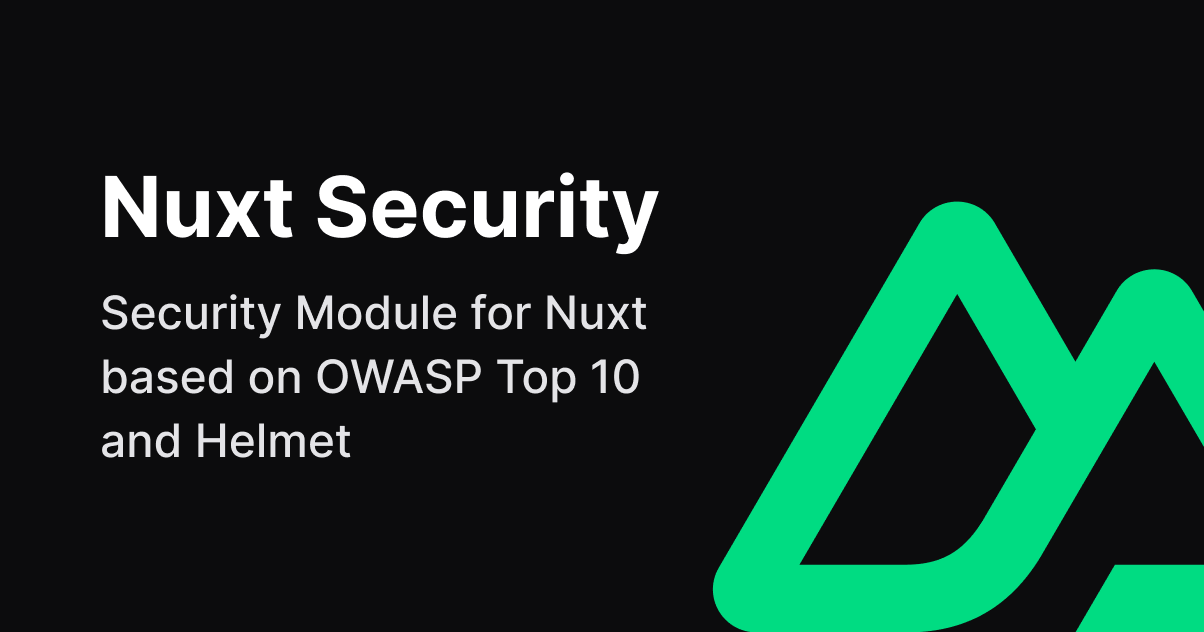 Nuxt Security
Security Module for Nuxt
based on OWASP Top 10
and Helmet